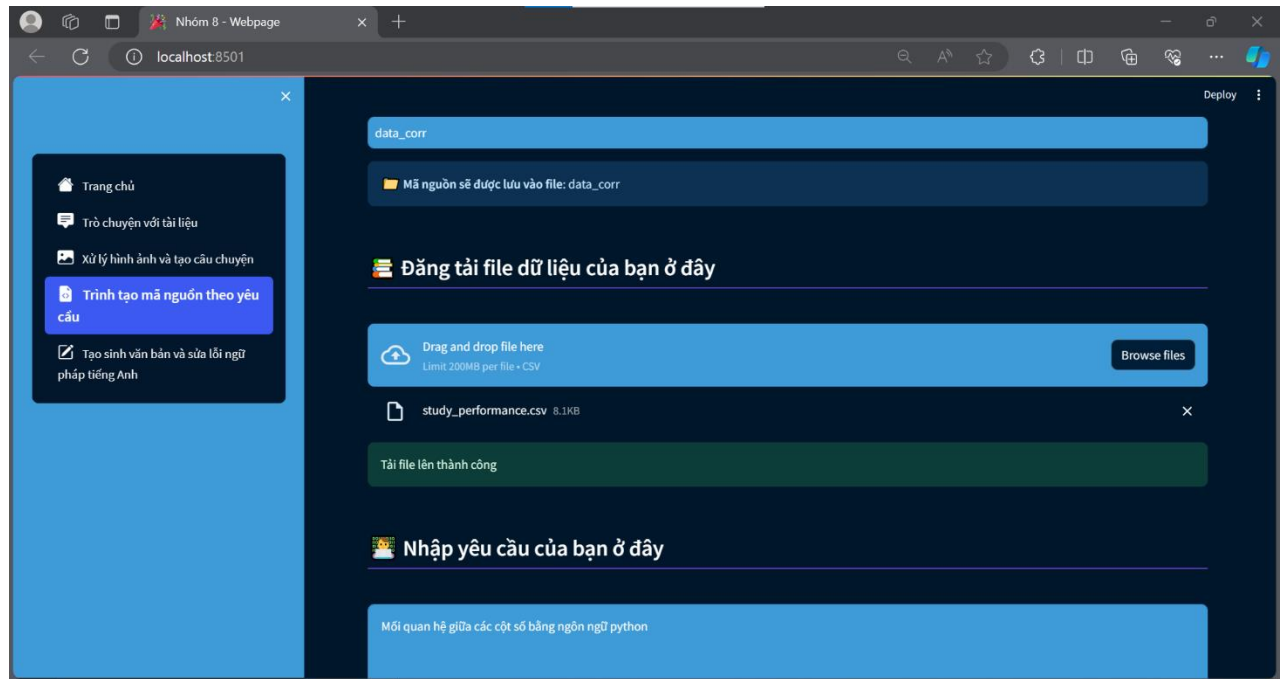 Nhóm 8 - Webpage
localhost:8501
Deploy
Trang chủ
Trò chuyện với tài liệu
Xử lý hình ảnh và tạo câu chuyện
Trình tạo mã nguồn theo yêu
cầu
Tạo sinh văn bản và sửa lỗi ngữ
pháp tiếng Anh
data_corr
Mã nguồn sẽ được lưu vào file: data_corr
Đăng tải file dữ liệu của bạn ở đây
Drag and drop file here
Limit 200MB per file • CSV
Browse files
study_performance.csv 8.1KB
Tải file lên thành công
Nhập yêu cầu của bạn ở đây
Mối quan hệ giữa các cột số bằng ngôn ngữ python